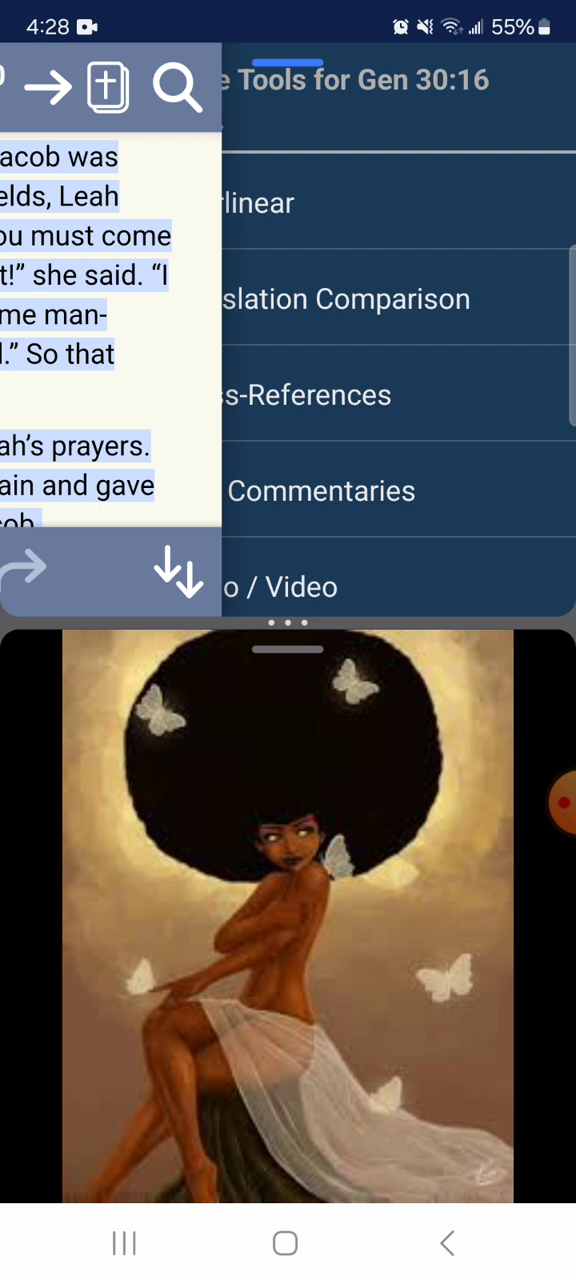 4:28
55%
e Tools for Gen 30:16
acob was
elds, Leah
ou must come
t!” she said. “I
me man-
l.” So that
ah’s prayers.
ain and gave
cob.
rlinear
slation Comparison
s-References
Commentaries
o / Video